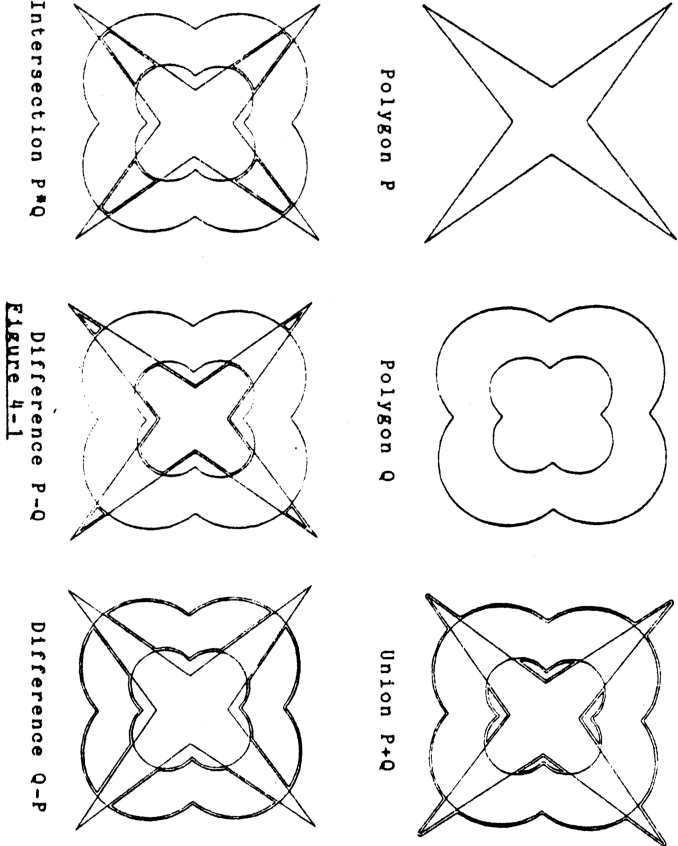 Polygon P
Polygon Q
Union P+Q
Intersection P*Q
Difference P-Q
Difference Q-P
Figure 4-1